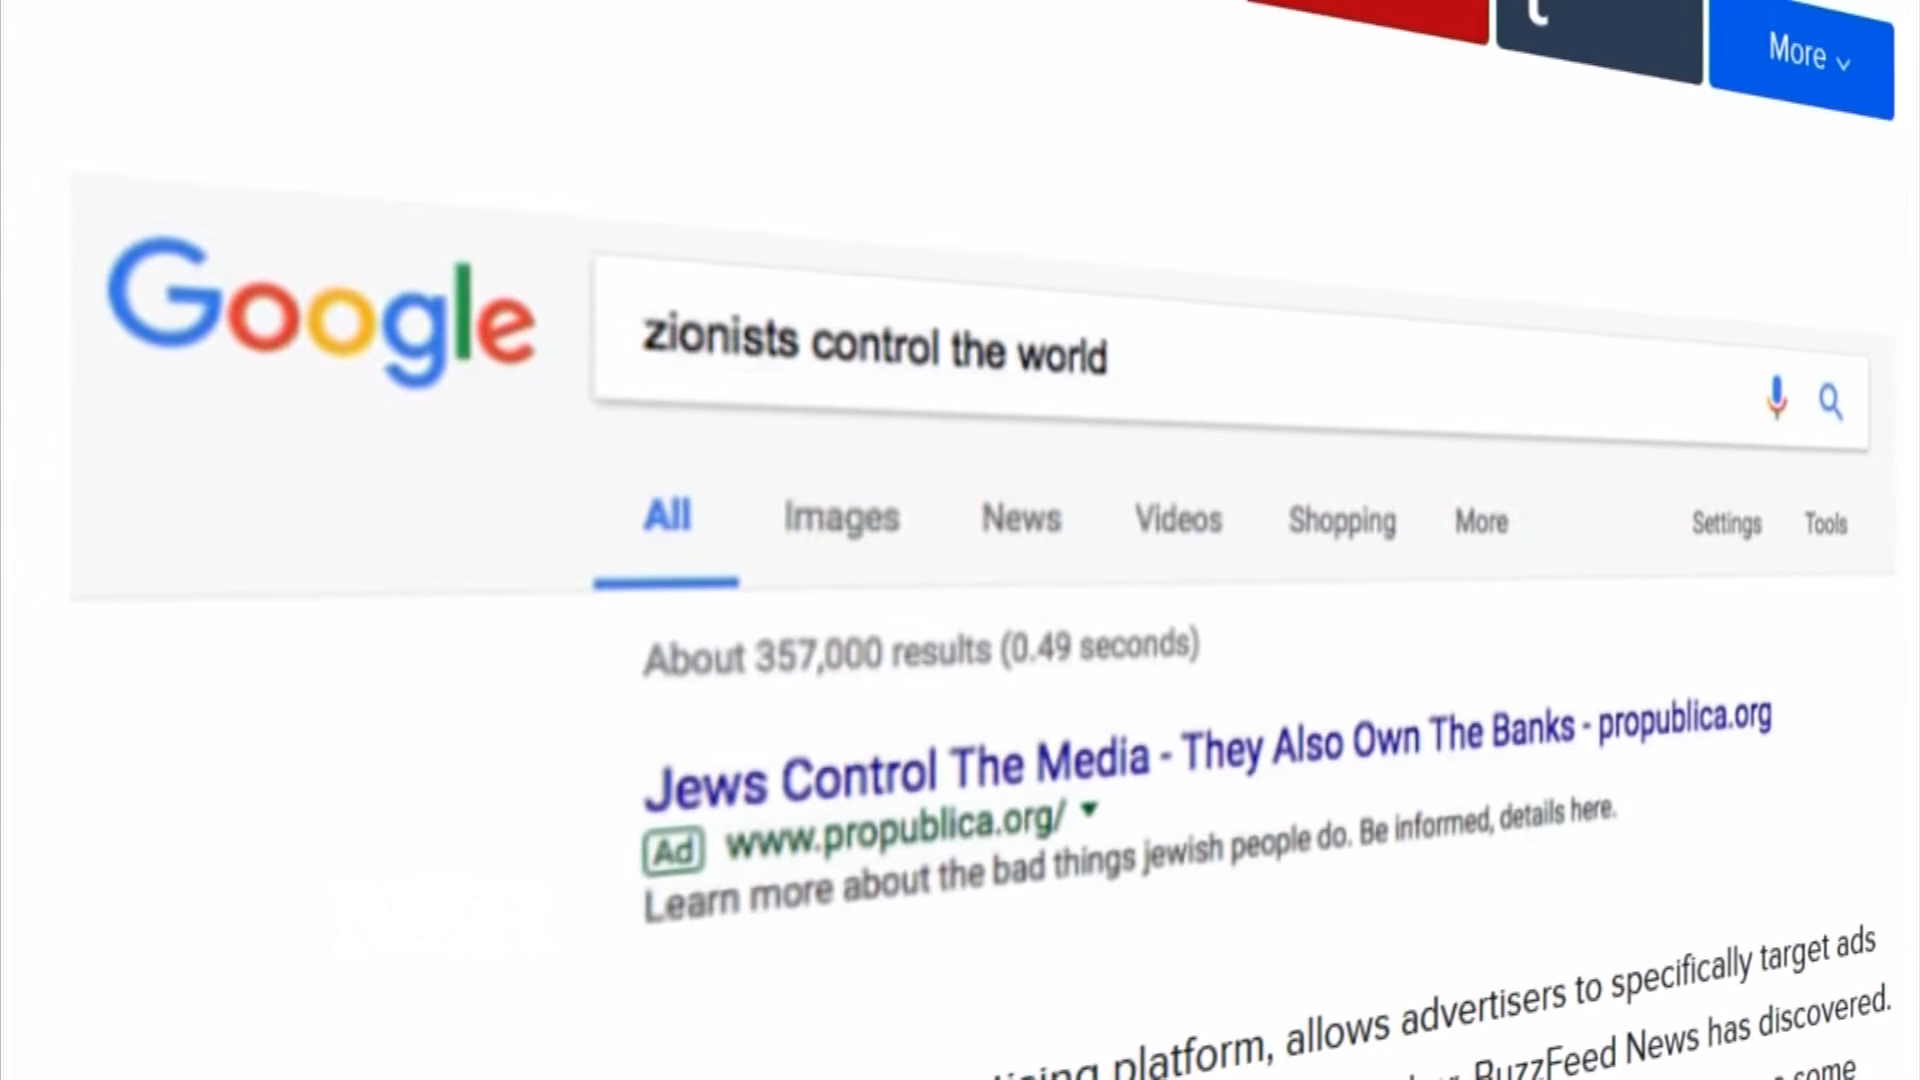 t
More
Google
zionists control the world
All Images News Videos Shopping More Settings Tools
About 357,000 results (0.49 seconds)
Jews Control The Media - They Also Own The Banks - propublica.org
Ad www.propublica.org/
Learn more about the bad things jewish people do. Be informed, details here.
platform, allows advertisers to specifically target ads
BuzzFeed News has discovered.
some